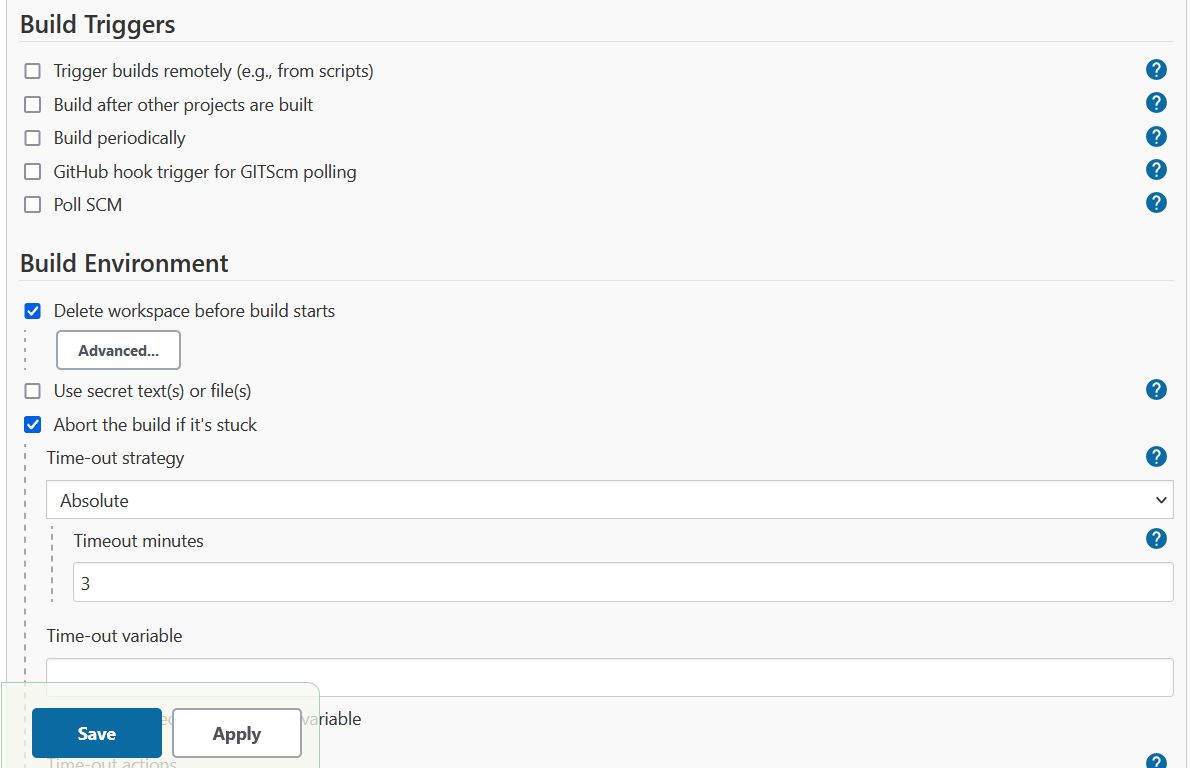 Build Triggers
Trigger builds remotely (e.g., from scripts)
Build after other projects are built
Build periodically
GitHub hook trigger for GITScm polling
Poll SCM
Build Environment
Delete workspace before build starts
Advanced...
Use secret text(s) or file(s)
Abort the build if it's stuck
Time-out strategy
Absolute
Timeout minutes
3
Time-out variable
variable
Save
Apply
Time-out actions